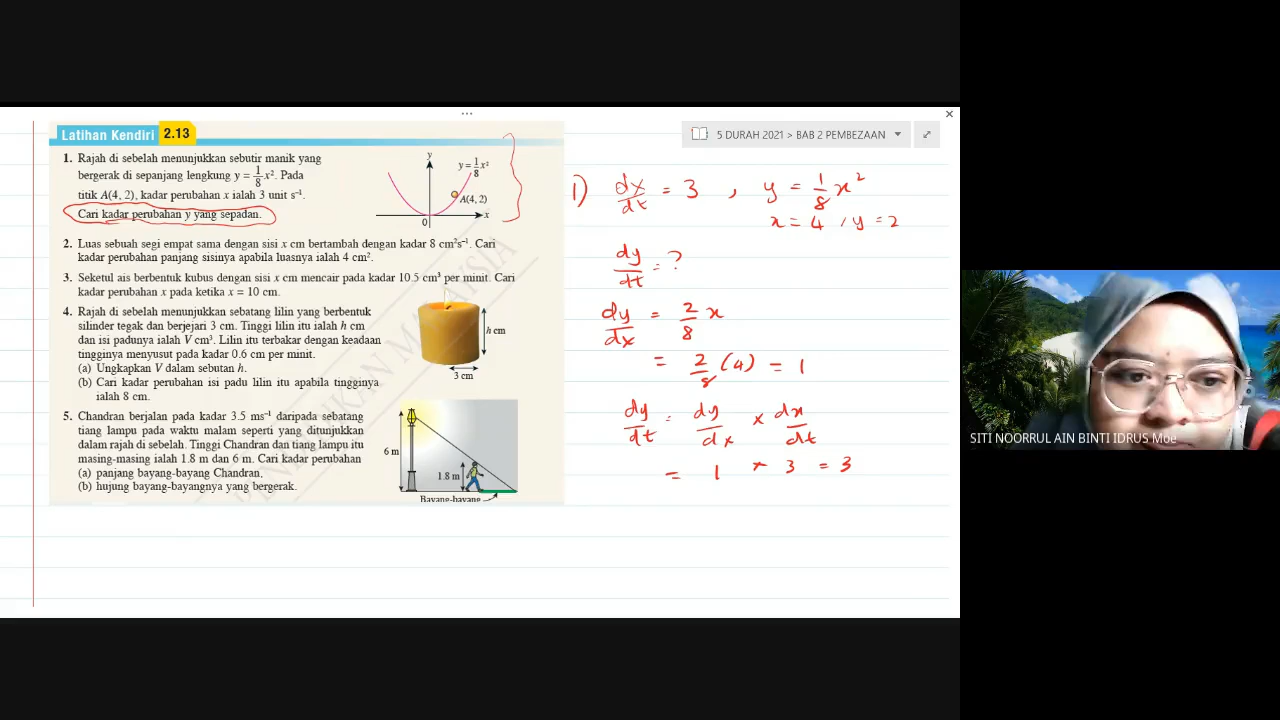 Latihan Kendiri 2.13
1. Rajah di sebelah menunjukkan sebutir manik yang
bergerak di sepanjang lengkung y = 1/8 x². Pada
titik A(4, 2), kadar perubahan x ialah 3 unit s⁻¹.
Cari kadar perubahan y yang sepadan.
y
y = 1/8 x²
A(4, 2)
0
x
2. Luas sebuah segi empat sama dengan sisi x cm bertambah dengan kadar 8 cm²s⁻¹. Cari
kadar perubahan panjang sisinya apabila luasnya ialah 4 cm².
3. Seketul ais berbentuk kubus dengan sisi x cm mencair pada kadar 10.5 cm³ per minit. Cari
kadar perubahan x pada ketika x = 10 cm.
4. Rajah di sebelah menunjukkan sebatang lilin yang berbentuk
silinder tegak dan berjejari 3 cm. Tinggi lilin itu ialah h cm
dan isi padunya ialah V cm³. Lilin itu terbakar dengan keadaan
tingginya menyusut pada kadar 0.6 cm per minit.
(a) Ungkapkan V dalam sebutan h.
(b) Cari kadar perubahan isi padu lilin itu apabila tingginya
ialah 8 cm.
h cm
3 cm
5. Chandran berjalan pada kadar 3.5 ms⁻¹ daripada sebatang
tiang lampu pada waktu malam seperti yang ditunjukkan
dalam rajah di sebelah. Tinggi Chandran dan tiang lampu itu
masing-masing ialah 1.8 m dan 6 m. Cari kadar perubahan
(a) panjang bayang-bayang Chandran,
(b) hujung bayang-bayangnya yang bergerak.
6 m
1.8 m
Bayang-bayang
5 DURAH 2021 > BAB 2 PEMBEZAAN
1) dx/dt = 3 , y = 1/8 x²
x = 4 , y = 2
dy/dt = ?
dy/dx = 2/8 x
= 2/8 (4) = 1
dy/dt = dy/dx × dx/dt
= 1 × 3 = 3
SITI NOORRUL AIN BINTI IDRUS Moe